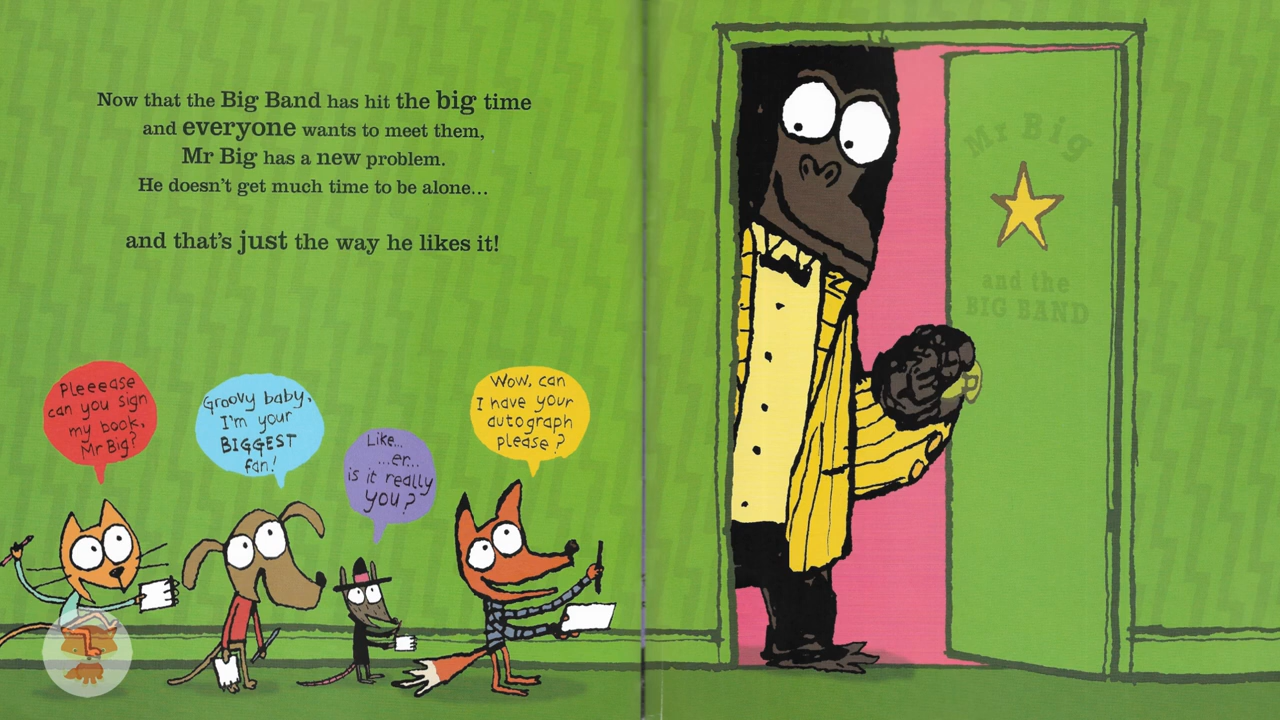 Now that the Big Band has hit the big time
and everyone wants to meet them,
Mr Big has a new problem.
He doesn't get much time to be alone...
and that's just the way he likes it!
Pleeease
can you sign
my book,
Mr Big?
Groovy baby,
I'm your
BIGGEST
fan!
Like...
...er...
is it really
you?
Wow, can
I have your
autograph
please?
Mr Big
and the
BIG BAND